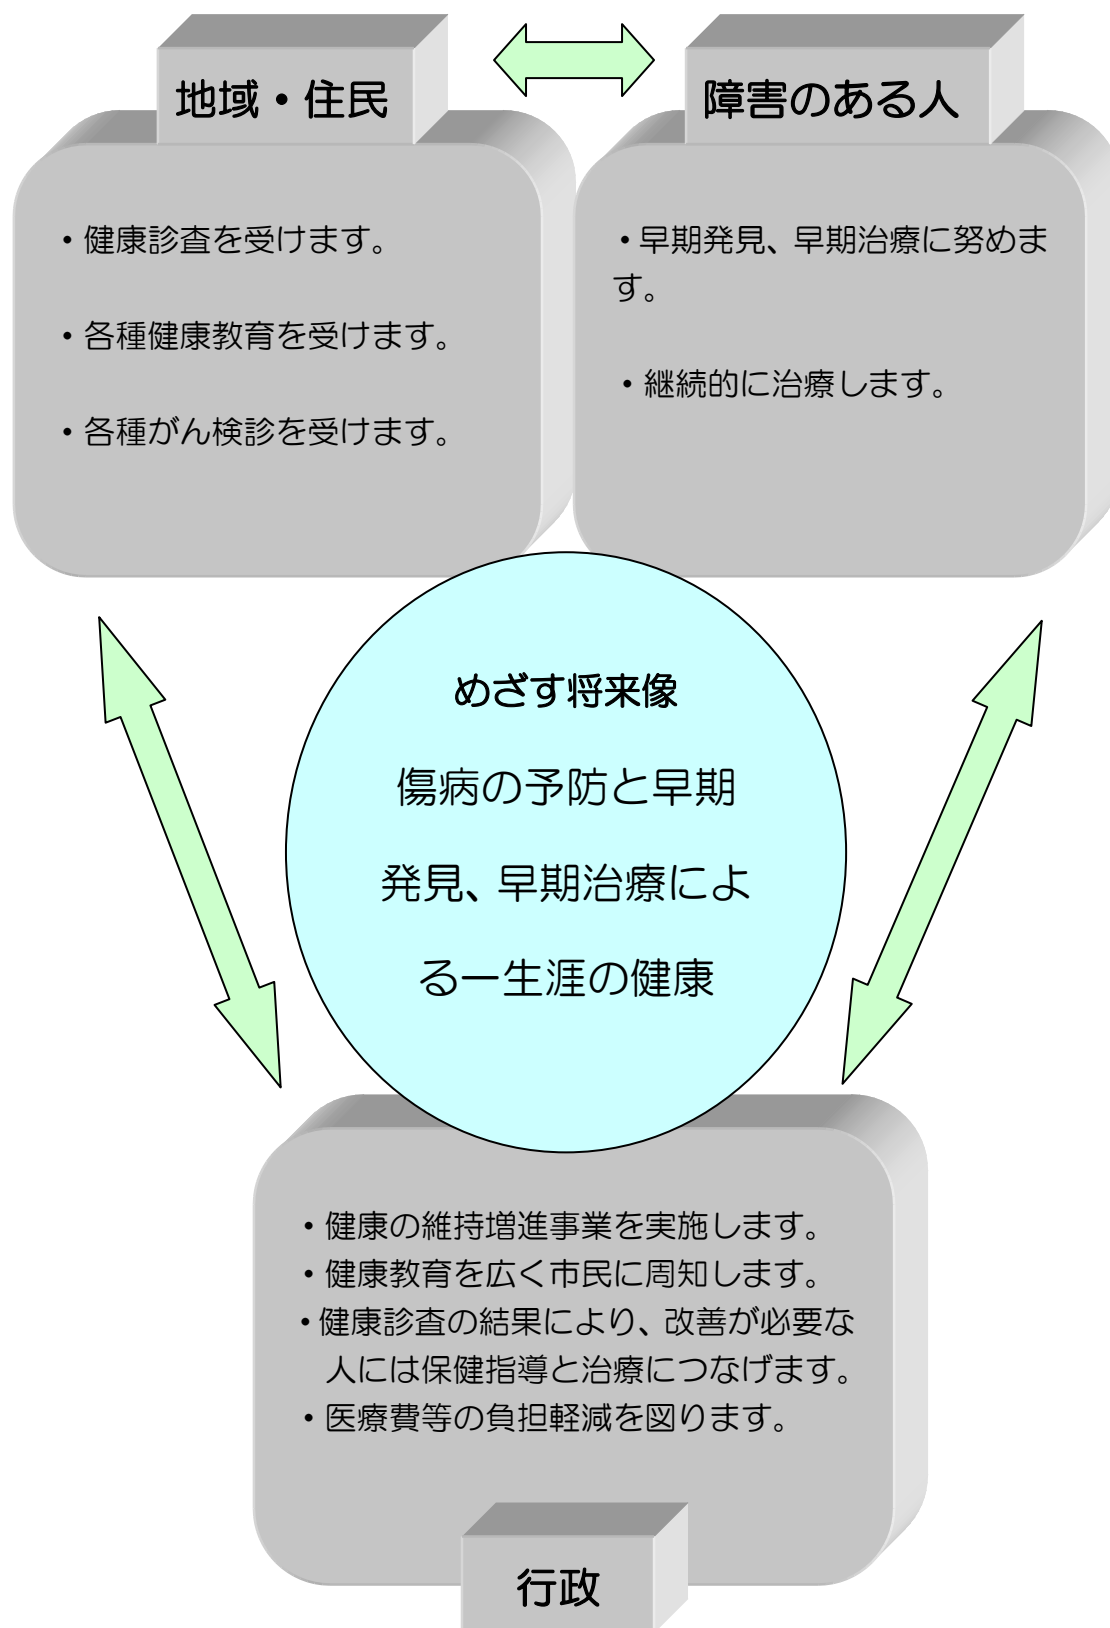 地域・住民
・健康診査を受けます。
・各種健康教育を受けます。
・各種がん検診を受けます。
障害のある人
・早期発見、早期治療に努めま
す。
・継続的に治療します。
めざす将来像
傷病の予防と早期
発見、早期治療によ
る一生涯の健康
・健康の維持増進事業を実施します。
・健康教育を広く市民に周知します。
・健康診査の結果により、改善が必要な
人には保健指導と治療につなげます。
・医療費等の負担軽減を図ります。
行政